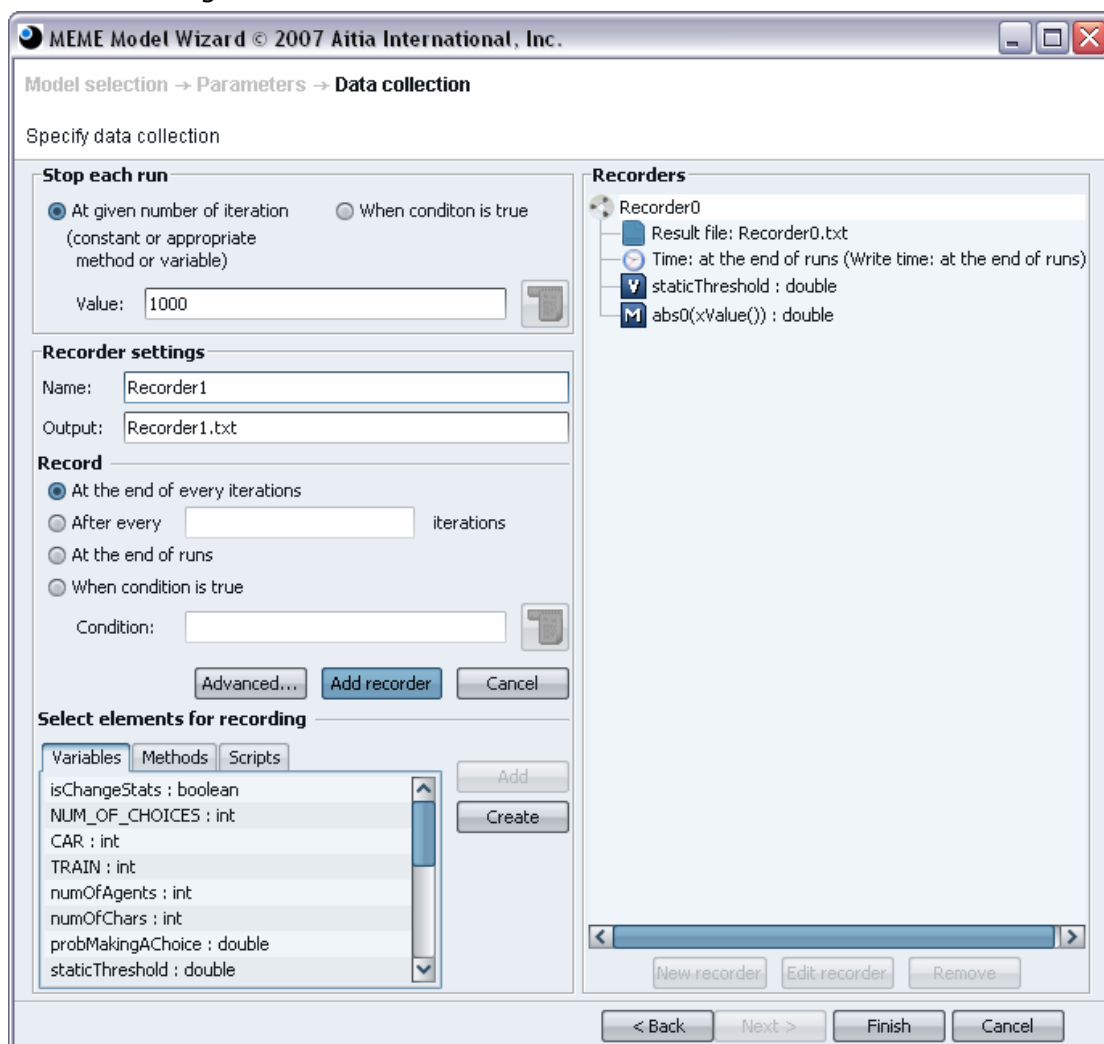 MEME Model Wizard © 2007 Aitia International, Inc.
Model selection → Parameters → Data collection
Specify data collection
Stop each run
At given number of iteration
(constant or appropriate
method or variable)
When conditon is true
Value:
1000
Recorder settings
Name:
Recorder1
Output:
Recorder1.txt
Record
At the end of every iterations
After every
iterations
At the end of runs
When condition is true
Condition:
Advanced...
Add recorder
Cancel
Select elements for recording
Variables
Methods
Scripts
isChangeStats : boolean
NUM_OF_CHOICES : int
CAR : int
TRAIN : int
numOfAgents : int
numOfChars : int
probMakingAChoice : double
staticThreshold : double
Add
Create
Recorders
Recorder0
Result file: Recorder0.txt
Time: at the end of runs (Write time: at the end of runs)
V staticThreshold : double
M abs0(xValue()) : double
New recorder
Edit recorder
Remove
< Back
Next >
Finish
Cancel